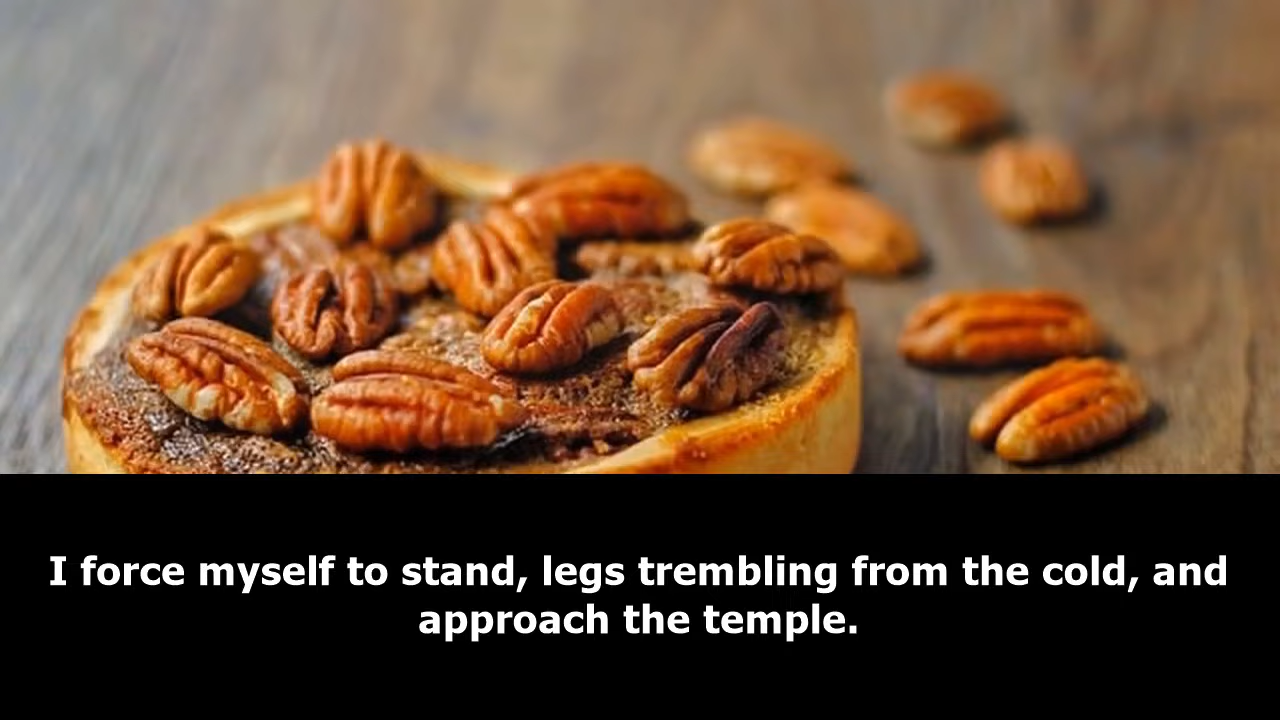 I force myself to stand, legs trembling from the cold, and
approach the temple.